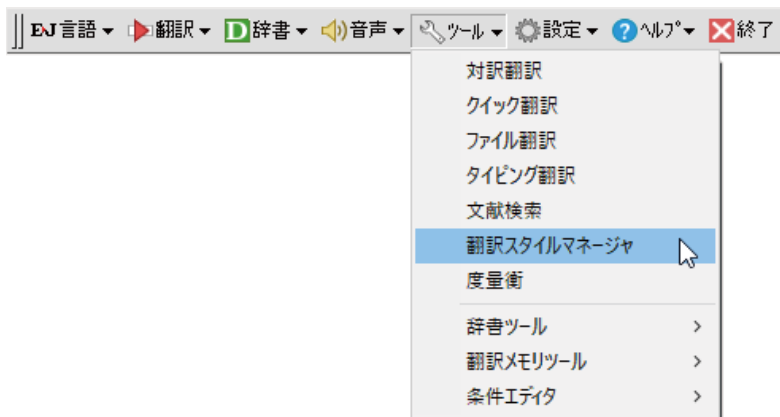 EJ言語 翻訳 D辞書 音声 ツール 設定 ?ヘルプ 終了
対訳翻訳
クイック翻訳
ファイル翻訳
タイピング翻訳
文献検索
翻訳スタイルマネージャ
度量衡
辞書ツール
翻訳メモリツール
条件エディタ